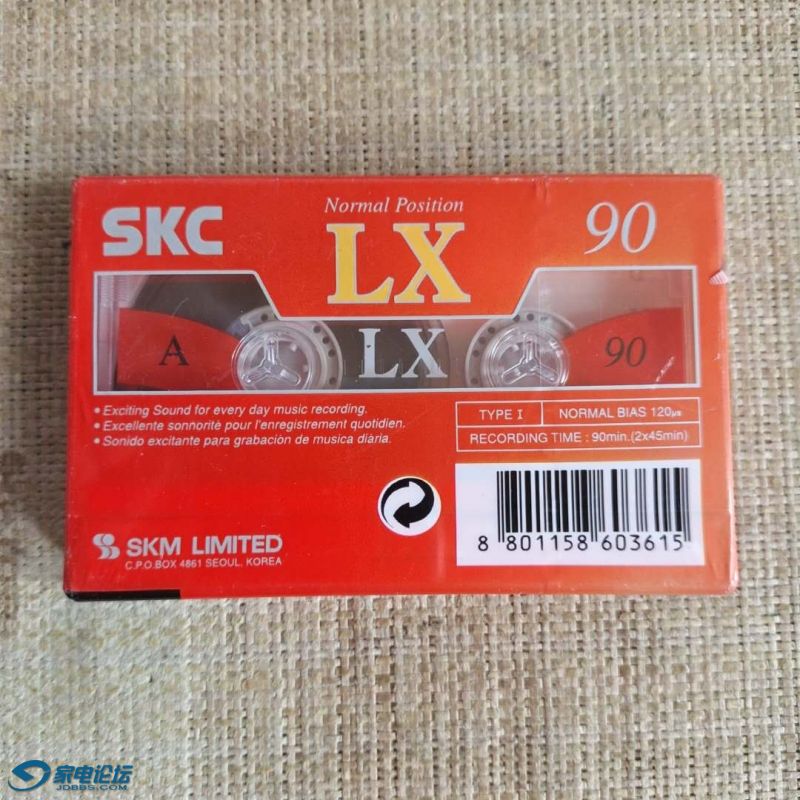 SKC
Normal Position
LX
90
A
LX
90
• Exciting Sound for every day music recording.
• Excellente sonnorité pour l'enregistrement quotidien.
• Sonido excitante para grabación de musica diària.
TYPE I
NORMAL BIAS 120µs
RECORDING TIME : 90min.(2x45min)
SKM LIMITED
C.P.O.BOX 4861 SEOUL, KOREA
8 801158 603615
家电论坛
JDBBS.COM